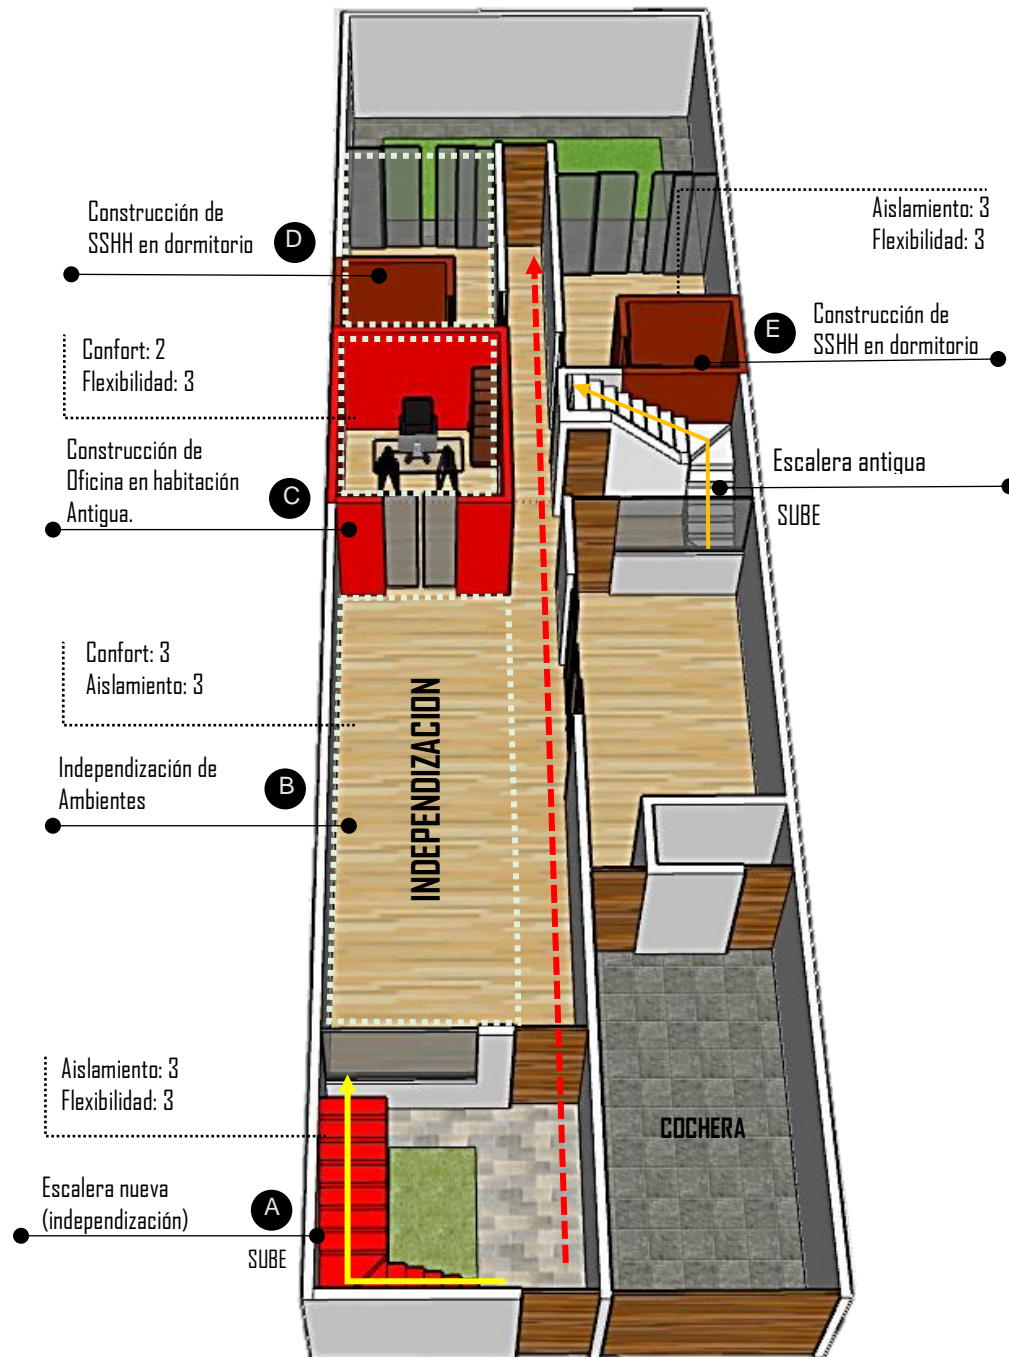 Construcción de
SSHH en dormitorio
D
Aislamiento: 3
Flexibilidad: 3
E
Construcción de
SSHH en dormitorio
Confort: 2
Flexibilidad: 3
Construcción de
Oficina en habitación
Antigua.
C
Escalera antigua
SUBE
Confort: 3
Aislamiento: 3
INDEPENDIZACION
Independización de
Ambientes
B
Aislamiento: 3
Flexibilidad: 3
COCHERA
Escalera nueva
(independización)
A
SUBE